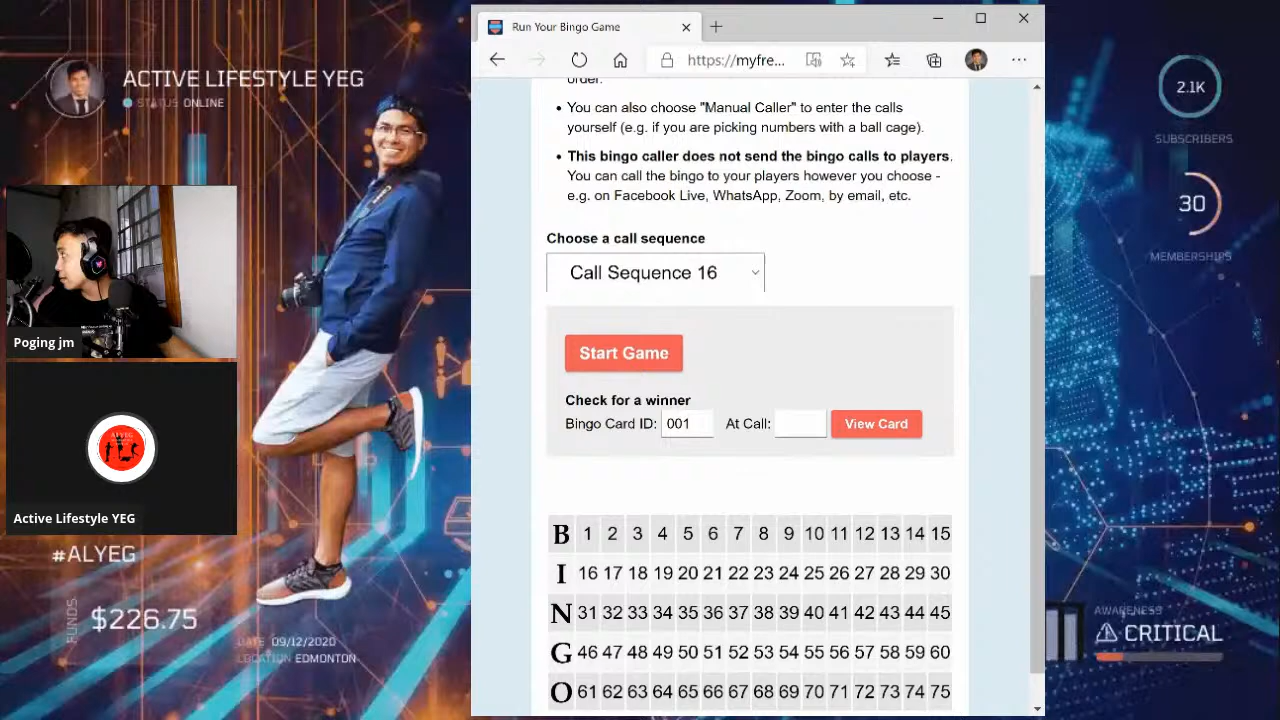 ACTIVE LIFESTYLE YEG
STATUS ONLINE
Poging jm
Active Lifestyle YEG
#ALYEG
FUNDS
$226.75
DATE 09/12/2020
LOCATION EDMONTON
Run Your Bingo Game
https://myfre...
order.
• You can also choose "Manual Caller" to enter the calls
yourself (e.g. if you are picking numbers with a ball cage).
• This bingo caller does not send the bingo calls to players.
You can call the bingo to your players however you choose -
e.g. on Facebook Live, WhatsApp, Zoom, by email, etc.
Choose a call sequence
Call Sequence 16
Start Game
Check for a winner
Bingo Card ID: 001 At Call: View Card
B 1 2 3 4 5 6 7 8 9 10 11 12 13 14 15
I 16 17 18 19 20 21 22 23 24 25 26 27 28 29 30
N 31 32 33 34 35 36 37 38 39 40 41 42 43 44 45
G 46 47 48 49 50 51 52 53 54 55 56 57 58 59 60
O 61 62 63 64 65 66 67 68 69 70 71 72 73 74 75
2.1K
SUBSCRIBERS
30
MEMBERSHIPS
AWARENESS
CRITICAL